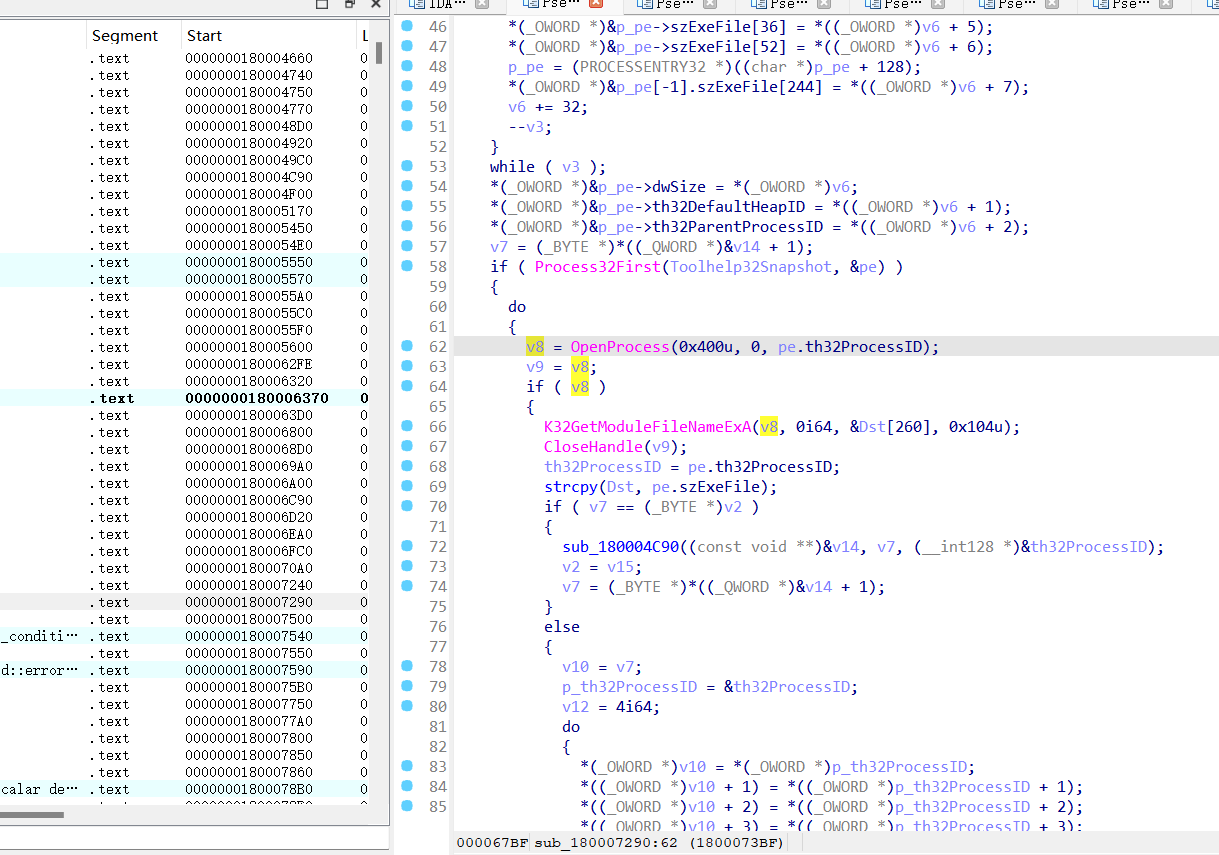 IDA⋯
Pse⋯
Pse⋯
Pse⋯
Pse⋯
Pse⋯
Pse⋯
Segment Start L
.text 0000000180004660 0
.text 0000000180004740 0
.text 0000000180004750 0
.text 0000000180004770 0
.text 00000001800048D0 0
.text 0000000180004920 0
.text 00000001800049C0 0
.text 0000000180004C90 0
.text 0000000180004F00 0
.text 0000000180005170 0
.text 0000000180005450 0
.text 00000001800054E0 0
.text 0000000180005550 0
.text 0000000180005570 0
.text 00000001800055A0 0
.text 00000001800055C0 0
.text 00000001800055F0 0
.text 0000000180005600 0
.text 00000001800062FE 0
.text 0000000180006320 0
.text 0000000180006370 0
.text 00000001800063D0 0
.text 0000000180006800 0
.text 00000001800068D0 0
.text 00000001800069A0 0
.text 0000000180006A00 0
.text 0000000180006C90 0
.text 0000000180006D20 0
.text 0000000180006EA0 0
.text 0000000180006FC0 0
.text 00000001800070A0 0
.text 0000000180007240 0
.text 0000000180007290 0
.text 0000000180007500 0
_conditi⋯ .text 0000000180007540 0
.text 0000000180007550 0
d::error⋯ .text 0000000180007590 0
.text 00000001800075B0 0
.text 0000000180007750 0
.text 00000001800077A0 0
.text 0000000180007800 0
.text 0000000180007850 0
.text 0000000180007860 0
calar de⋯ .text 00000001800078B0 0
46 *(_OWORD *)&p_pe->szExeFile[36] = *((_OWORD *)v6 + 5);
47 *(_OWORD *)&p_pe->szExeFile[52] = *((_OWORD *)v6 + 6);
48 p_pe = (PROCESSENTRY32 *)((char *)p_pe + 128);
49 *(_OWORD *)&p_pe[-1].szExeFile[244] = *((_OWORD *)v6 + 7);
50 v6 += 32;
51 --v3;
52 }
53 while ( v3 );
54 *(_OWORD *)&p_pe->dwSize = *(_OWORD *)v6;
55 *(_OWORD *)&p_pe->th32DefaultHeapID = *((_OWORD *)v6 + 1);
56 *(_OWORD *)&p_pe->th32ParentProcessID = *((_OWORD *)v6 + 2);
57 v7 = (_BYTE *)*((_QWORD *)&v14 + 1);
58 if ( Process32First(Toolhelp32Snapshot, &pe) )
59 {
60 do
61 {
62 v8 = OpenProcess(0x400u, 0, pe.th32ProcessID);
63 v9 = v8;
64 if ( v8 )
65 {
66 K32GetModuleFileNameExA(v8, 0i64, &Dst[260], 0x104u);
67 CloseHandle(v9);
68 th32ProcessID = pe.th32ProcessID;
69 strcpy(Dst, pe.szExeFile);
70 if ( v7 == (_BYTE *)v2 )
71 {
72 sub_180004C90((const void **)&v14, v7, (__int128 *)&th32ProcessID);
73 v2 = v15;
74 v7 = (_BYTE *)*((_QWORD *)&v14 + 1);
75 }
76 else
77 {
78 v10 = v7;
79 p_th32ProcessID = &th32ProcessID;
80 v12 = 4i64;
81 do
82 {
83 *(_OWORD *)v10 = *(_OWORD *)p_th32ProcessID;
84 *((_OWORD *)v10 + 1) = *((_OWORD *)p_th32ProcessID + 1);
85 *((_OWORD *)v10 + 2) = *((_OWORD *)p_th32ProcessID + 2);
*((_OWORD *)v10 + 3) = *((_OWORD *)p_th32ProcessID + 3);
000067BF sub_180007290:62 (1800073BF)